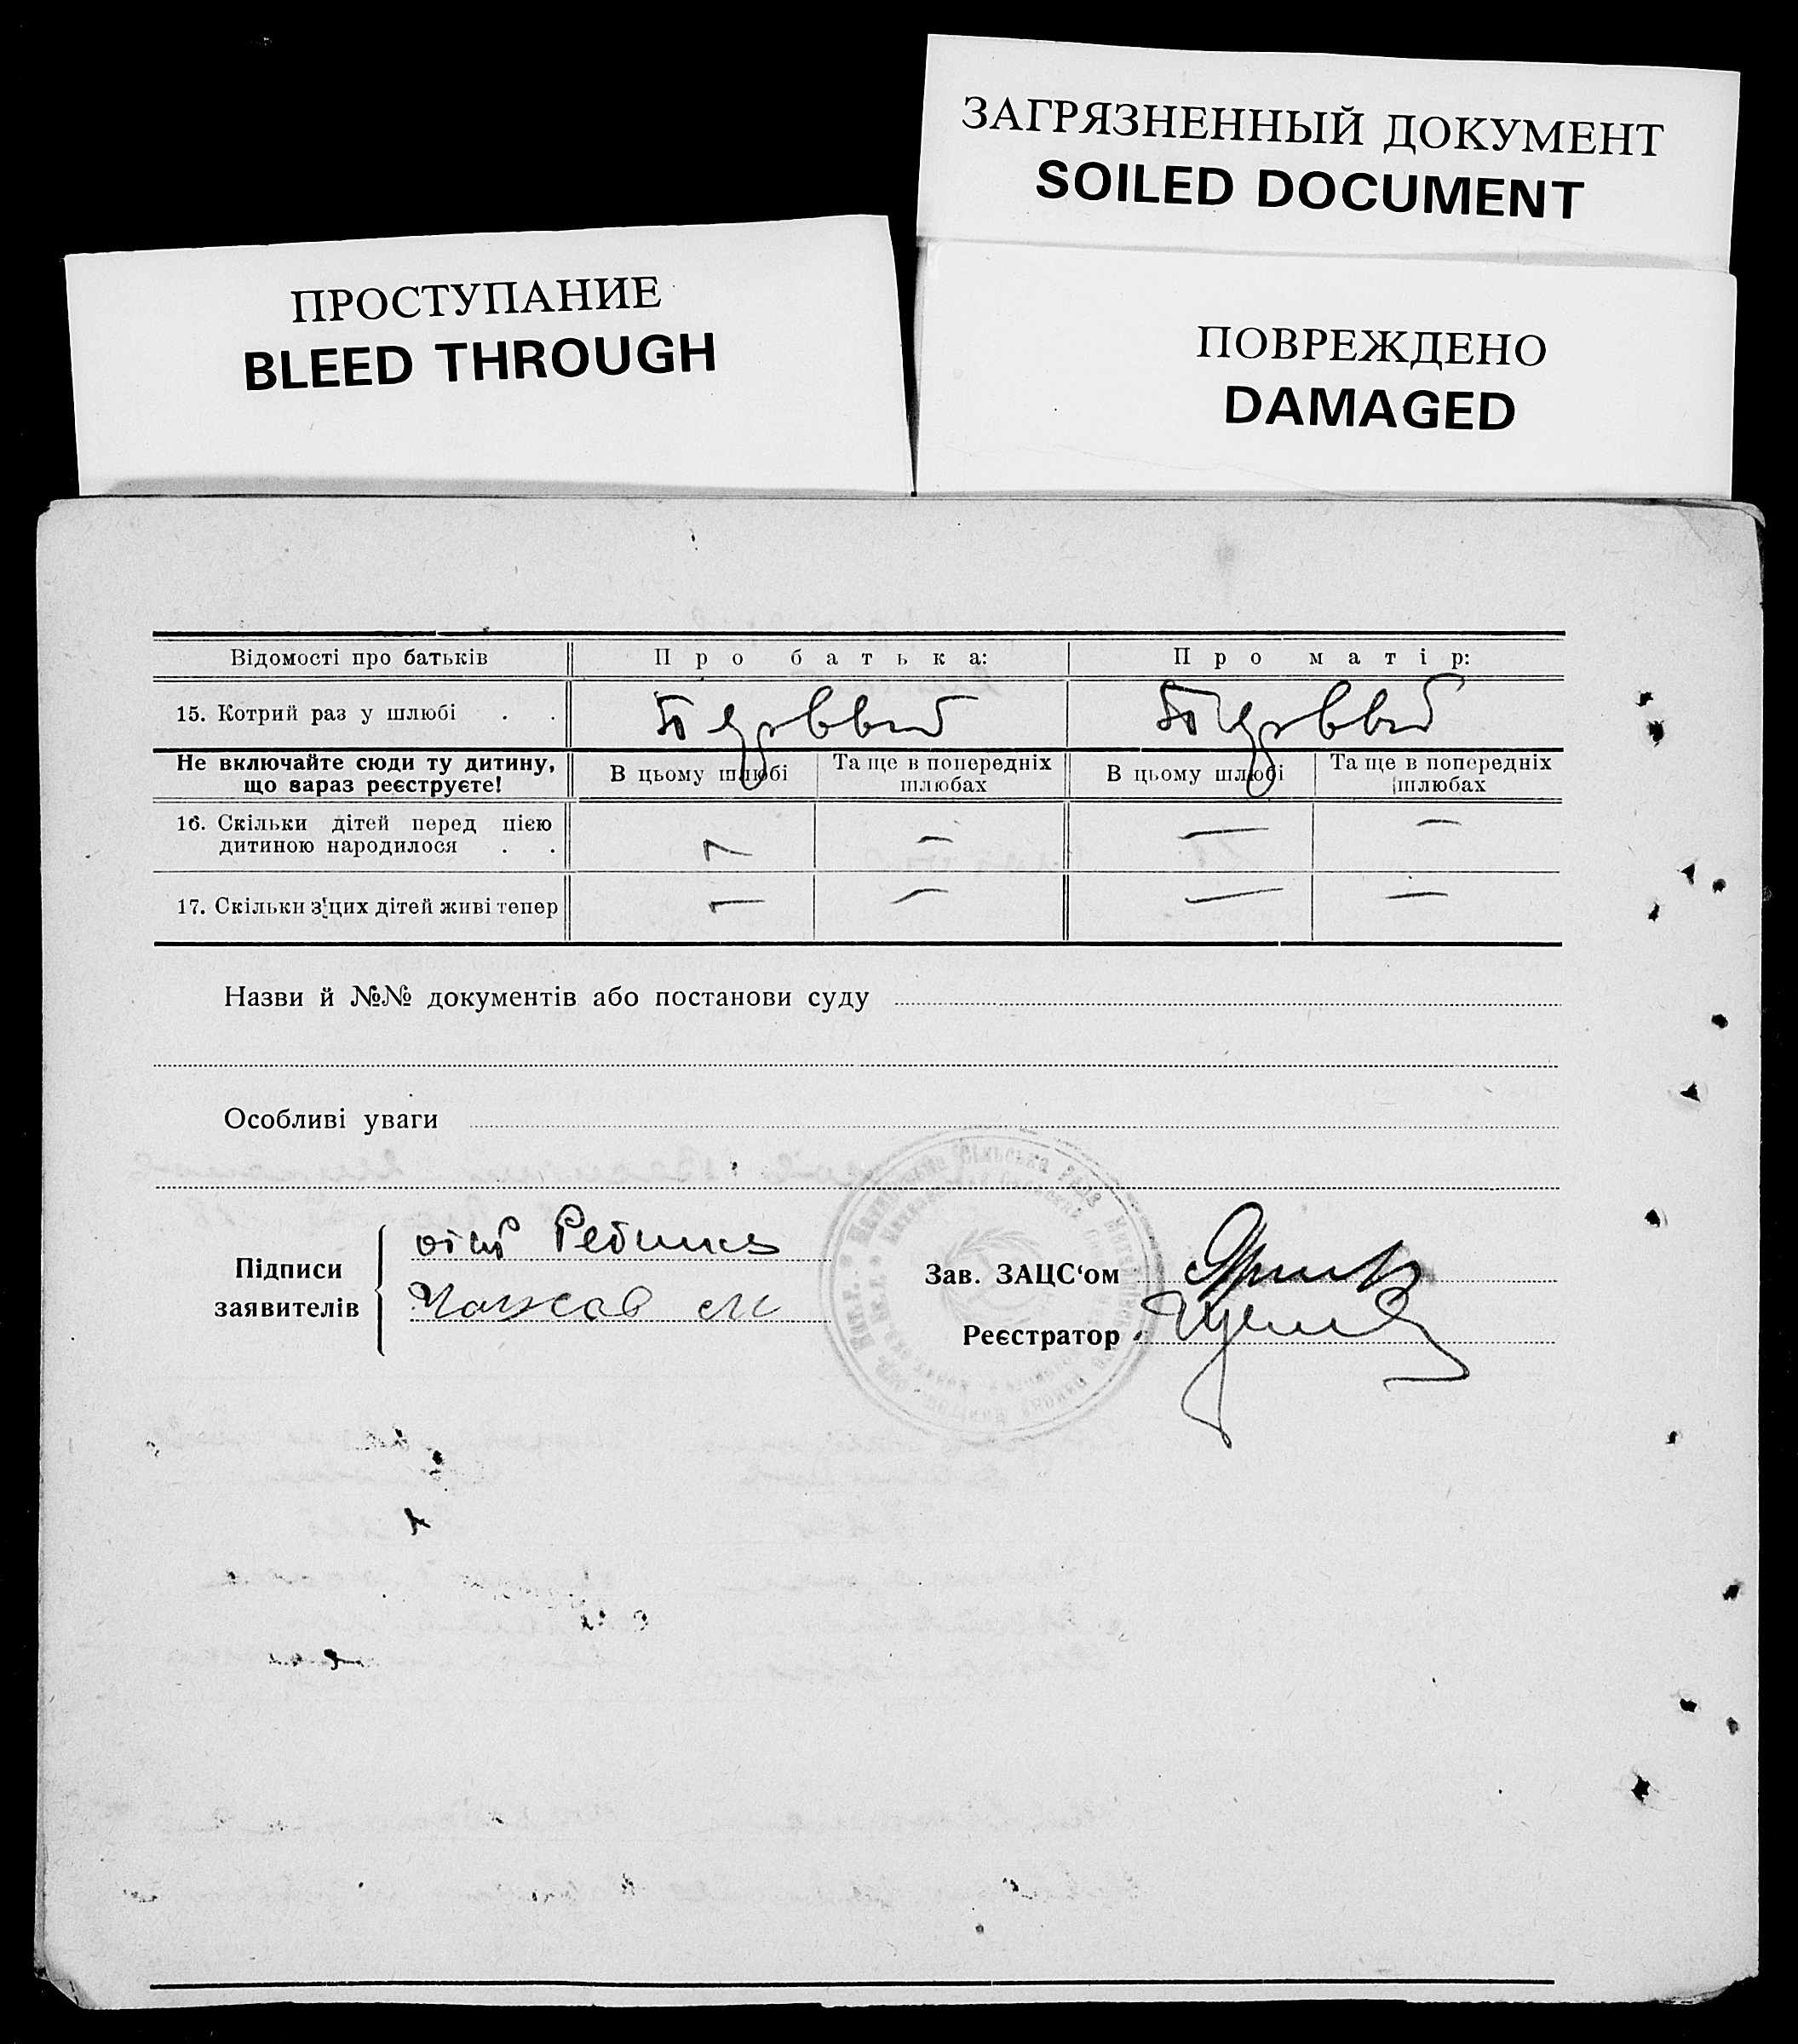 ЗАГРЯЗНЕННЫЙ ДОКУМЕНТ
SOILED DOCUMENT
ПРОСТУПАНИЕ
BLEED THROUGH
ПОВРЕЖДЕНО
DAMAGED
Відомості про батьків Про батька: Про матір:
15. Котрий раз у шлюбі . .
Не включайте сюди ту дитину, що вараз реєструєте! В цьому шлюбі Та ще в попередніх шлюбах В цьому шлюбі Та ще в попередніх шлюбах
16. Скільки дітей перед цією
дитиною народилося . . — — — —
17. Скільки з цих дітей живі тепер — — — —
Назви й №№ документів або постанови суду
Особливі уваги
Підписи
заявителів
Зав. ЗАЦС‘ом
Реєстратор